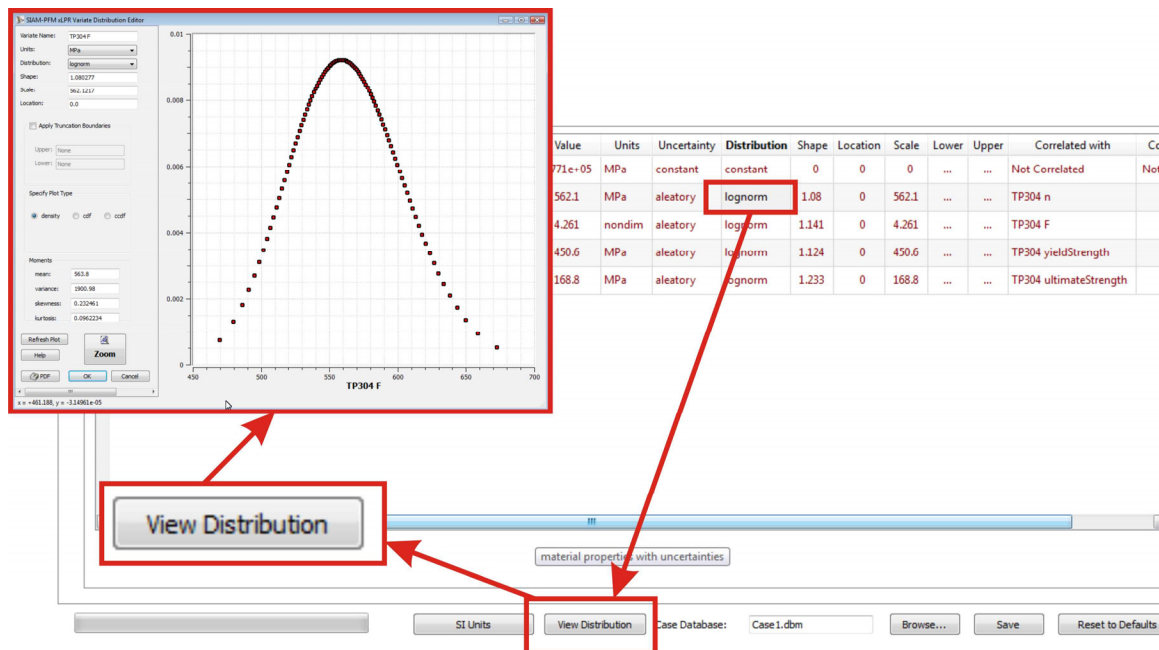 SIAM-PFM xLPR Variate Distribution Editor
Variate Name: TP304 F
Units: MPa
Distribution: lognorm
Shape: 1.080277
Scale: 562.1217
Location: 0.0
Apply Truncation Boundaries
Upper: None
Lower: None
Specify Plot Type
density cdf ccdf
Moments
mean: 563.8
variance: 1900.98
skewness: 0.232461
kurtosis: 0.0962234
Refresh Plot
Help Zoom
PDF OK Cancel
x = +461.188, y = -3.14961e-05
0.01
0.008
0.006
0.004
0.002
0
450 500 550 600 650 700
TP304 F
Value Units Uncertainty Distribution Shape Location Scale Lower Upper Correlated with Co
771e+05 MPa constant constant 0 0 0 ... ... Not Correlated Not
562.1 MPa aleatory lognorm 1.08 0 562.1 ... ... TP304 n
4.261 nondim aleatory lognorm 1.141 0 4.261 ... ... TP304 F
450.6 MPa aleatory lognorm 1.124 0 450.6 ... ... TP304 yieldStrength
168.8 MPa aleatory lognorm 1.233 0 168.8 ... ... TP304 ultimateStrength
View Distribution
material properties with uncertainties
SI Units View Distribution Case Database: Case1.dbm Browse... Save Reset to Defaults